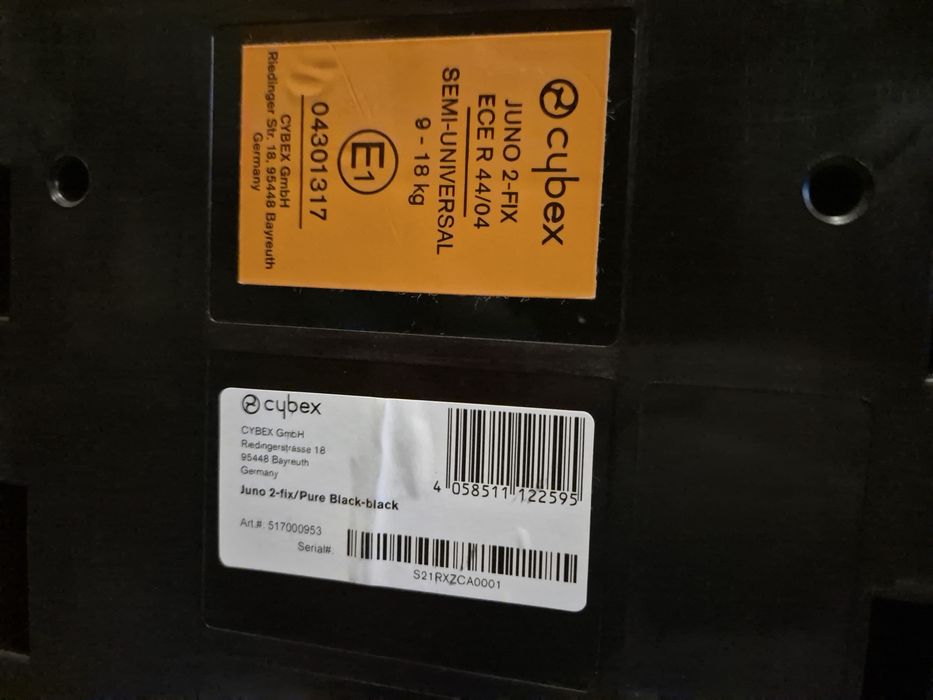 cybex
JUNO 2-FIX
ECE R 44/04
SEMI-UNIVERSAL
9 - 18 kg
E1
04301317
CYBEX GmbH
Riedinger Str. 18, 95448 Bayreuth
Germany
cybex
CYBEX GmbH
Riedingerstrasse 18
95448 Bayreuth
Germany
Juno 2-fix/Pure Black-black
4 058511 122595
Art.#: 517000953
Serial#:
S21RXZCA0001